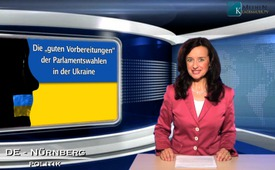 Die „guten Vorbereitungen“
der Parlamentswahlen
in der Ukraine
DE - NÜRNBERG
POLITIK